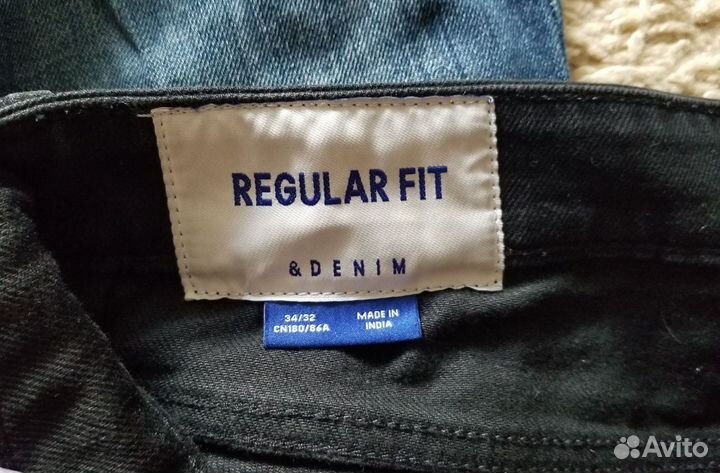 REGULAR FIT
& DENIM
34/32
CN180/86A
MADE IN
INDIA
Avito